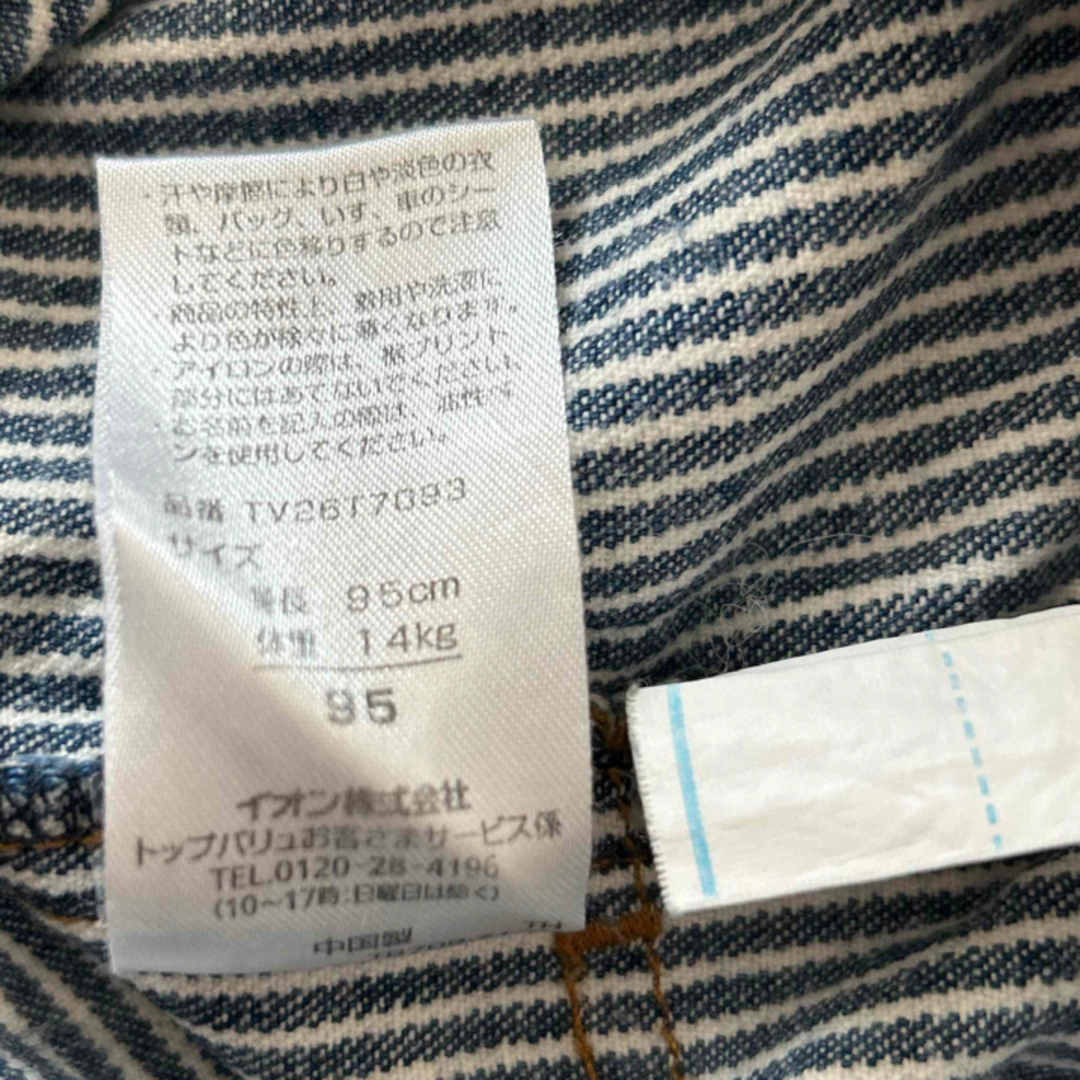 ・汗や摩擦により白や淡色の衣
類、バッグ、いす、車のシー
トなどに色移りするので注意
してください。
・商品の特性上、着用や洗濯に
より色が徐々に薄くなります。
・アイロンの際は、
プリント
部分にはあてないでください。
・お名前を記入の際は、油性ペ
ンを使用してください。
品番 TV26T7093
サイズ
身長 95cm
体重 14kg
95
イオン株式会社
トップバリュお客さまサービス係
TEL.0120-28-4196
(10~17時:日曜日は除く)
中国製